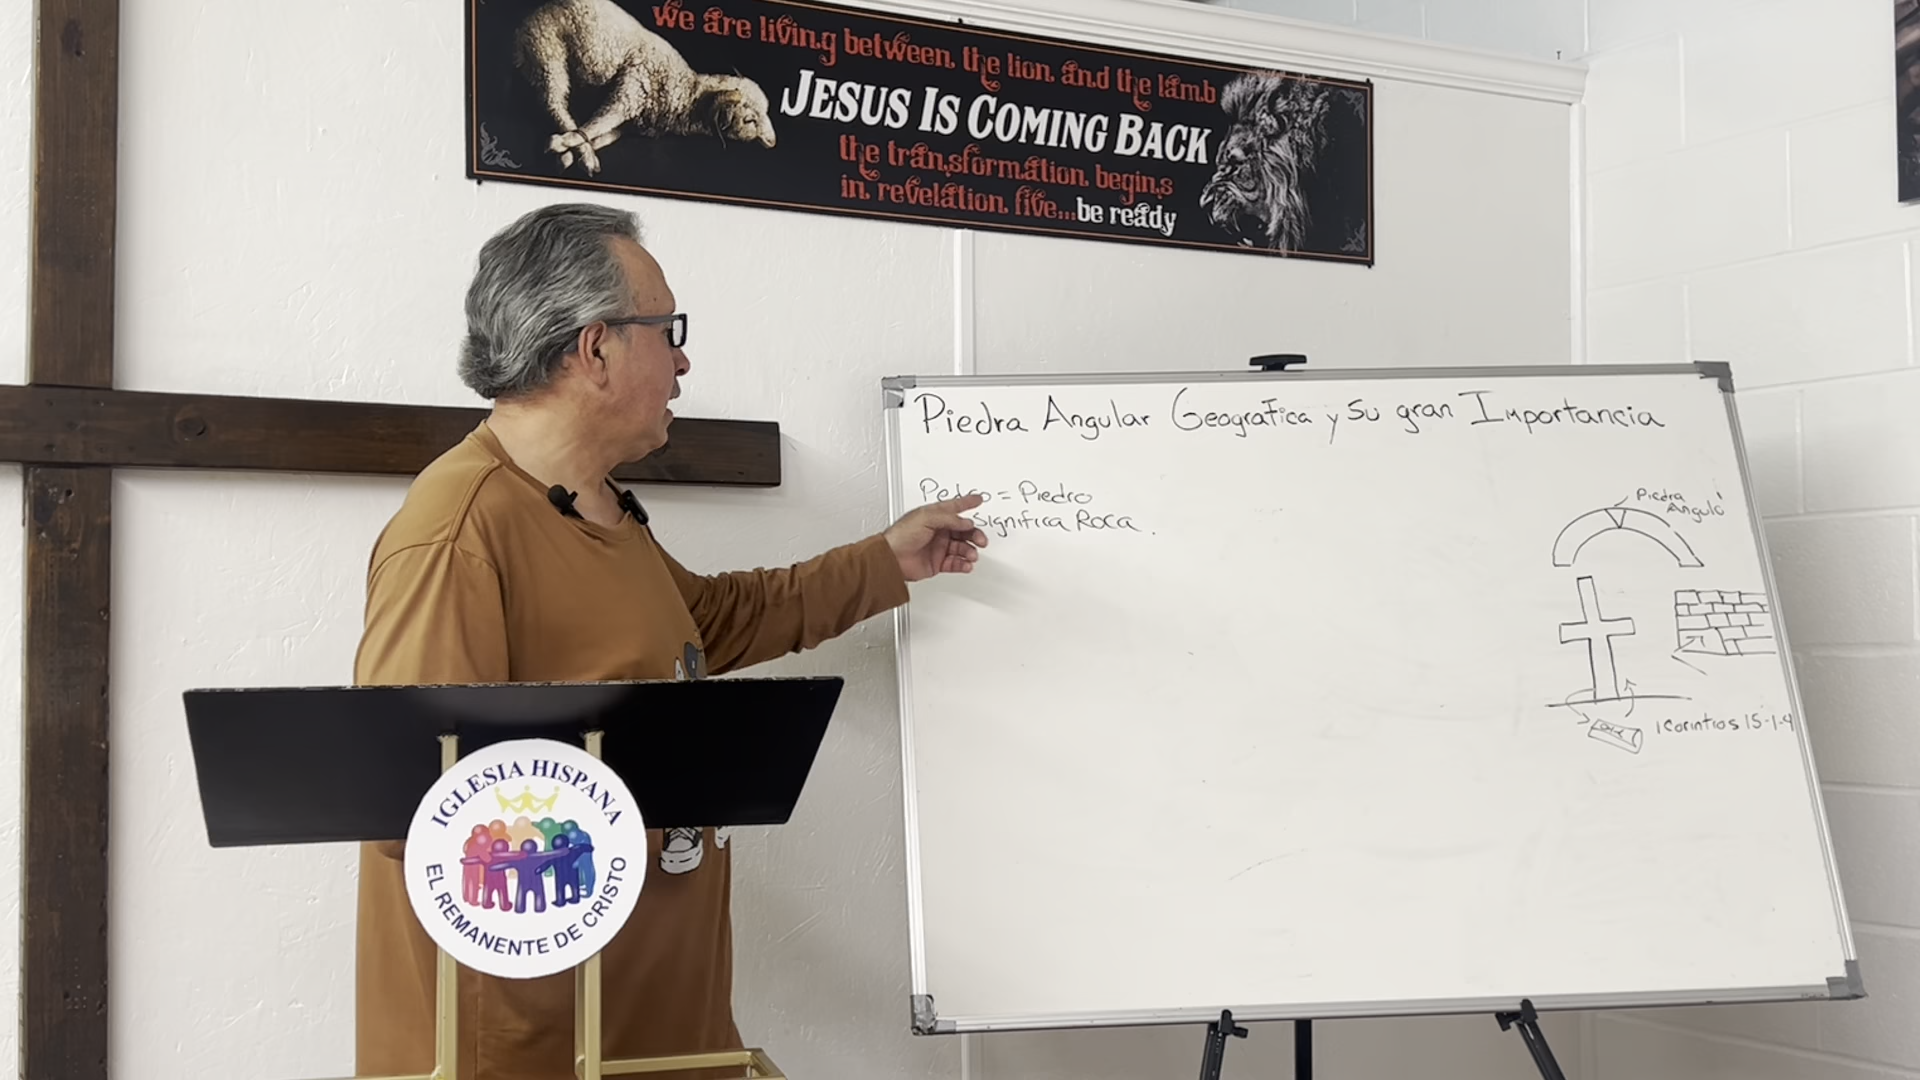 we are living between the lion and the lamb
JESUS IS COMING BACK
the transformation begins
in revelation five...be ready
Piedra Angular Geografica y su gran Importancia
Pedro = Piedro
significa Roca.
Piedra
Angulo
1 Corintios 15-1-4
IGLESIA HISPANA
EL REMANENTE DE CRISTO